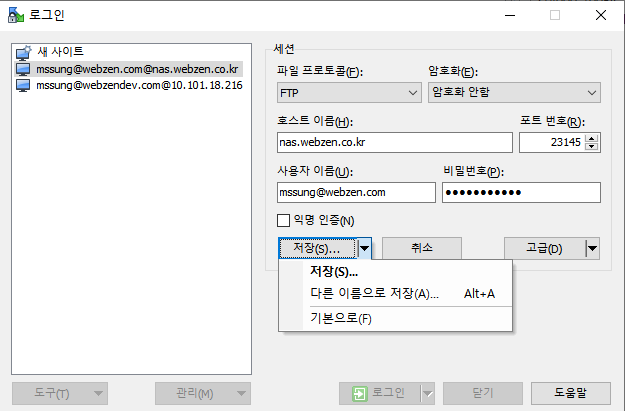 로그인
새 사이트
mssung@webzen.com@nas.webzen.co.kr
mssung@webzendev.com@10.101.18.216
세션
파일 프로토콜(F): 암호화(E):
FTP 암호화 안함
호스트 이름(H): 포트 번호(R):
nas.webzen.co.kr 23145
사용자 이름(U): 비밀번호(P):
mssung@webzen.com ●●●●●●●●●●●
익명 인증(N)
저장(S)... 취소 고급(D)
저장(S)...
다른 이름으로 저장(A)... Alt+A
기본으로(F)
도구(T) 관리(M) 로그인 닫기 도움말